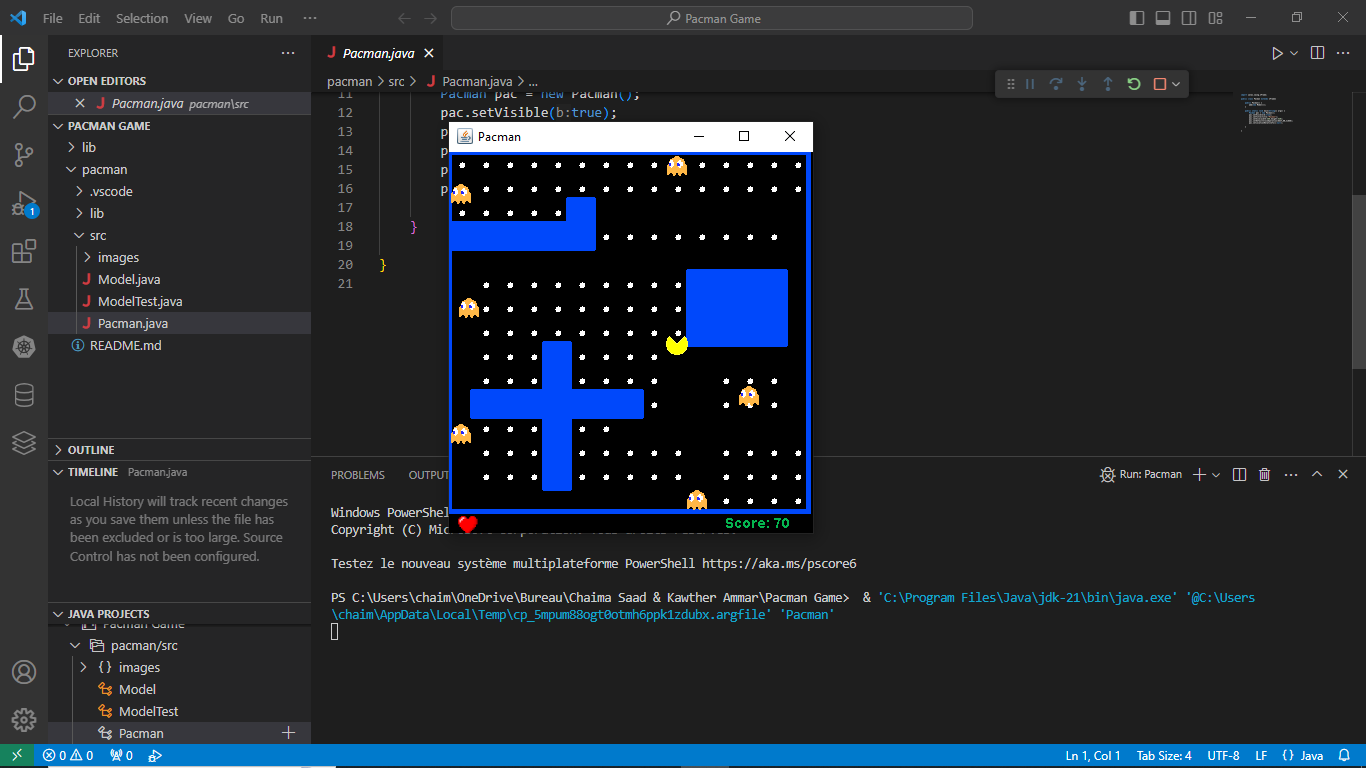 File Edit Selection View Go Run ··· Pacman Game
EXPLORER ···
OPEN EDITORS
Pacman.java pacman\src
PACMAN GAME
lib
pacman
.vscode
lib
src
images
Model.java
ModelTest.java
Pacman.java
README.md
1
OUTLINE
TIMELINE Pacman.java
Local History will track recent changes
as you save them unless the file has
been excluded or is too large. Source
Control has not been configured.
JAVA PROJECTS
Pacman Game
pacman/src
images
Model
ModelTest
Pacman
Pacman.java
pacman > src > Pacman.java > ...
11 Pacman pac = new Pacman();
12 pac.setVisible(b:true);
13 p
14 p
15 p
16 p
17
18 }
19
20 }
21
Pacman
Score: 70
PROBLEMS OUTPUT Run: Pacman
Windows PowerShell
Copyright (C)
Testez le nouveau système multiplateforme PowerShell https://aka.ms/pscore6
PS C:\Users\chaim\OneDrive\Bureau\Chaima Saad & Kawther Ammar\Pacman Game> & 'C:\Program Files\Java\jdk-21\bin\java.exe' '@C:\Users
\chaim\AppData\Local\Temp\cp_5mpum88ogt0otmh6ppk1zdubx.argfile' 'Pacman'
0 0 0 Ln 1, Col 1 Tab Size: 4 UTF-8 LF {} Java